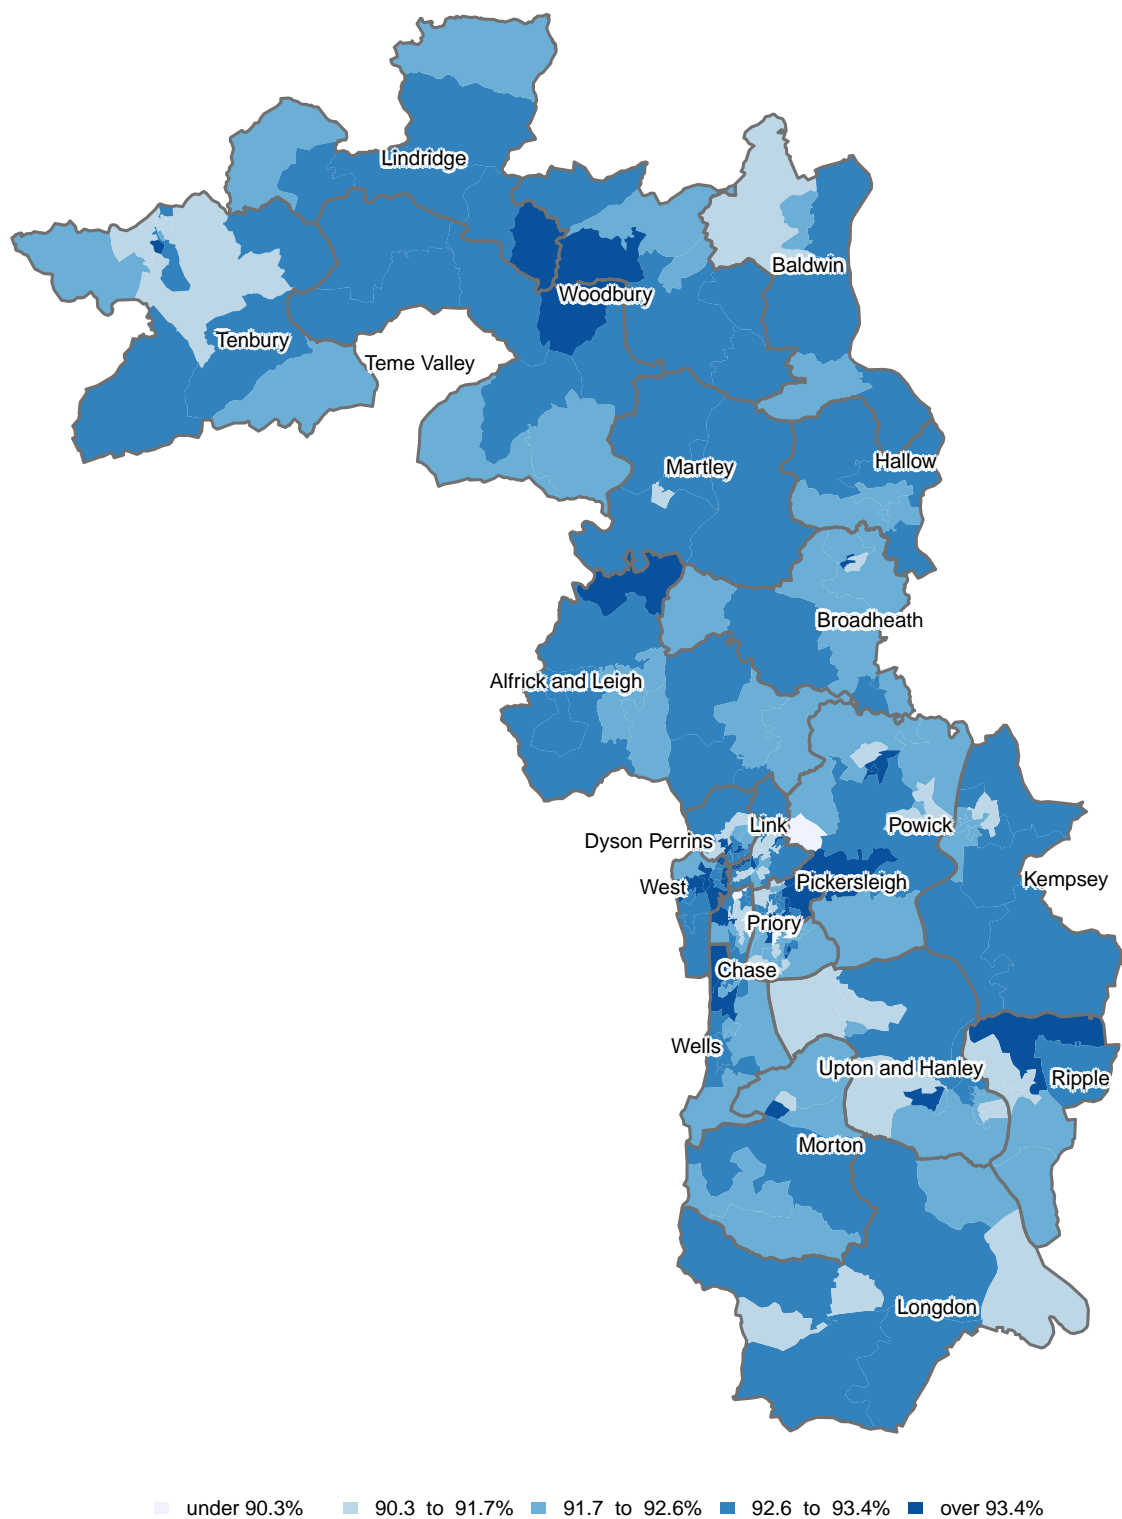 Lindridge
Baldwin
Woodbury
Tenbury
Teme Valley
Hallow
Martley
Broadheath
Alfrick and Leigh
Link
Powick
Dyson Perrins
Kempsey
Pickersleigh
West
Priory
Chase
Wells
Upton and Hanley
Ripple
Morton
Longdon
under 90.3% 90.3 to 91.7% 91.7 to 92.6% 92.6 to 93.4% over 93.4%